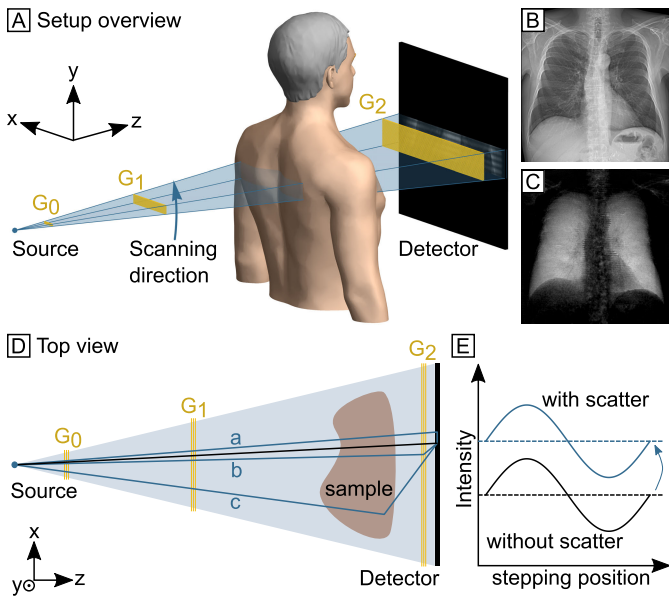 A Setup overview
y
x
z
G0
G1
G2
Source
Scanning
direction
Detector
B
C
D Top view
G0
G1
G2
a
b
c
Source
sample
Detector
x
y
z
E
Intensity
with scatter
without scatter
stepping position